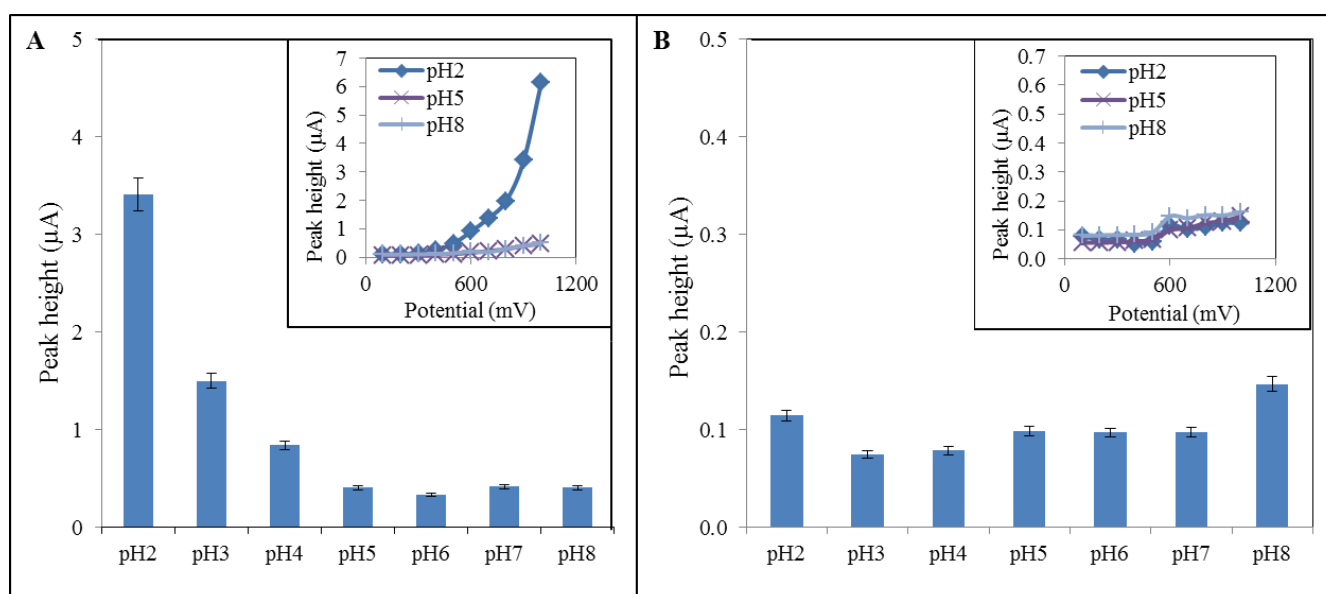 A
Peak height (µA)
5
4
3
2
1
0
pH2 pH3 pH4 pH5 pH6 pH7 pH8
Peak height (µA)
7
6
5
4
3
2
1
0
pH2
pH5
pH8
0 600 1200
Potential (mV)
B
Peak height (µA)
0.5
0.4
0.3
0.2
0.1
0.0
pH2 pH3 pH4 pH5 pH6 pH7 pH8
Peak height (µA)
0.7
0.6
0.5
0.4
0.3
0.2
0.1
0.0
pH2
pH5
pH8
0 600 1200
Potential (mV)